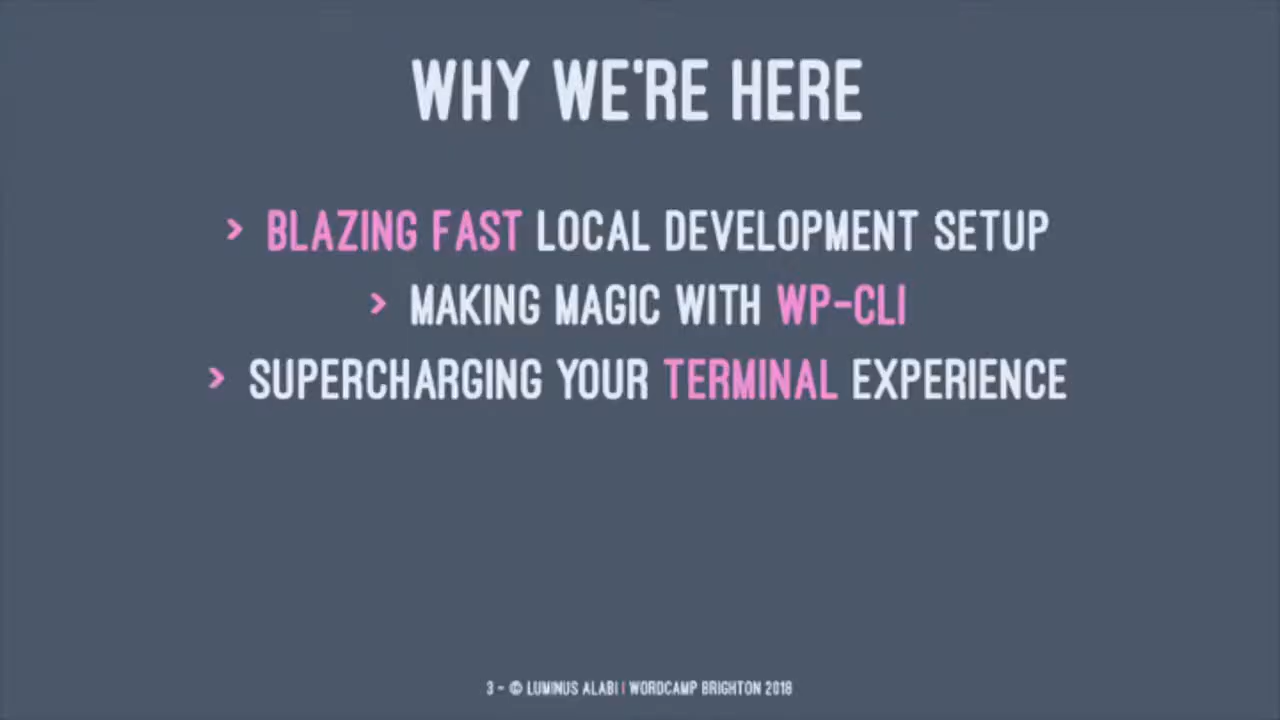 WHY WE'RE HERE
> BLAZING FAST LOCAL DEVELOPMENT SETUP
> MAKING MAGIC WITH WP-CLI
> SUPERCHARGING YOUR TERMINAL EXPERIENCE
3 - © LUMINUS ALABI | WORDCAMP BRIGHTON 2018